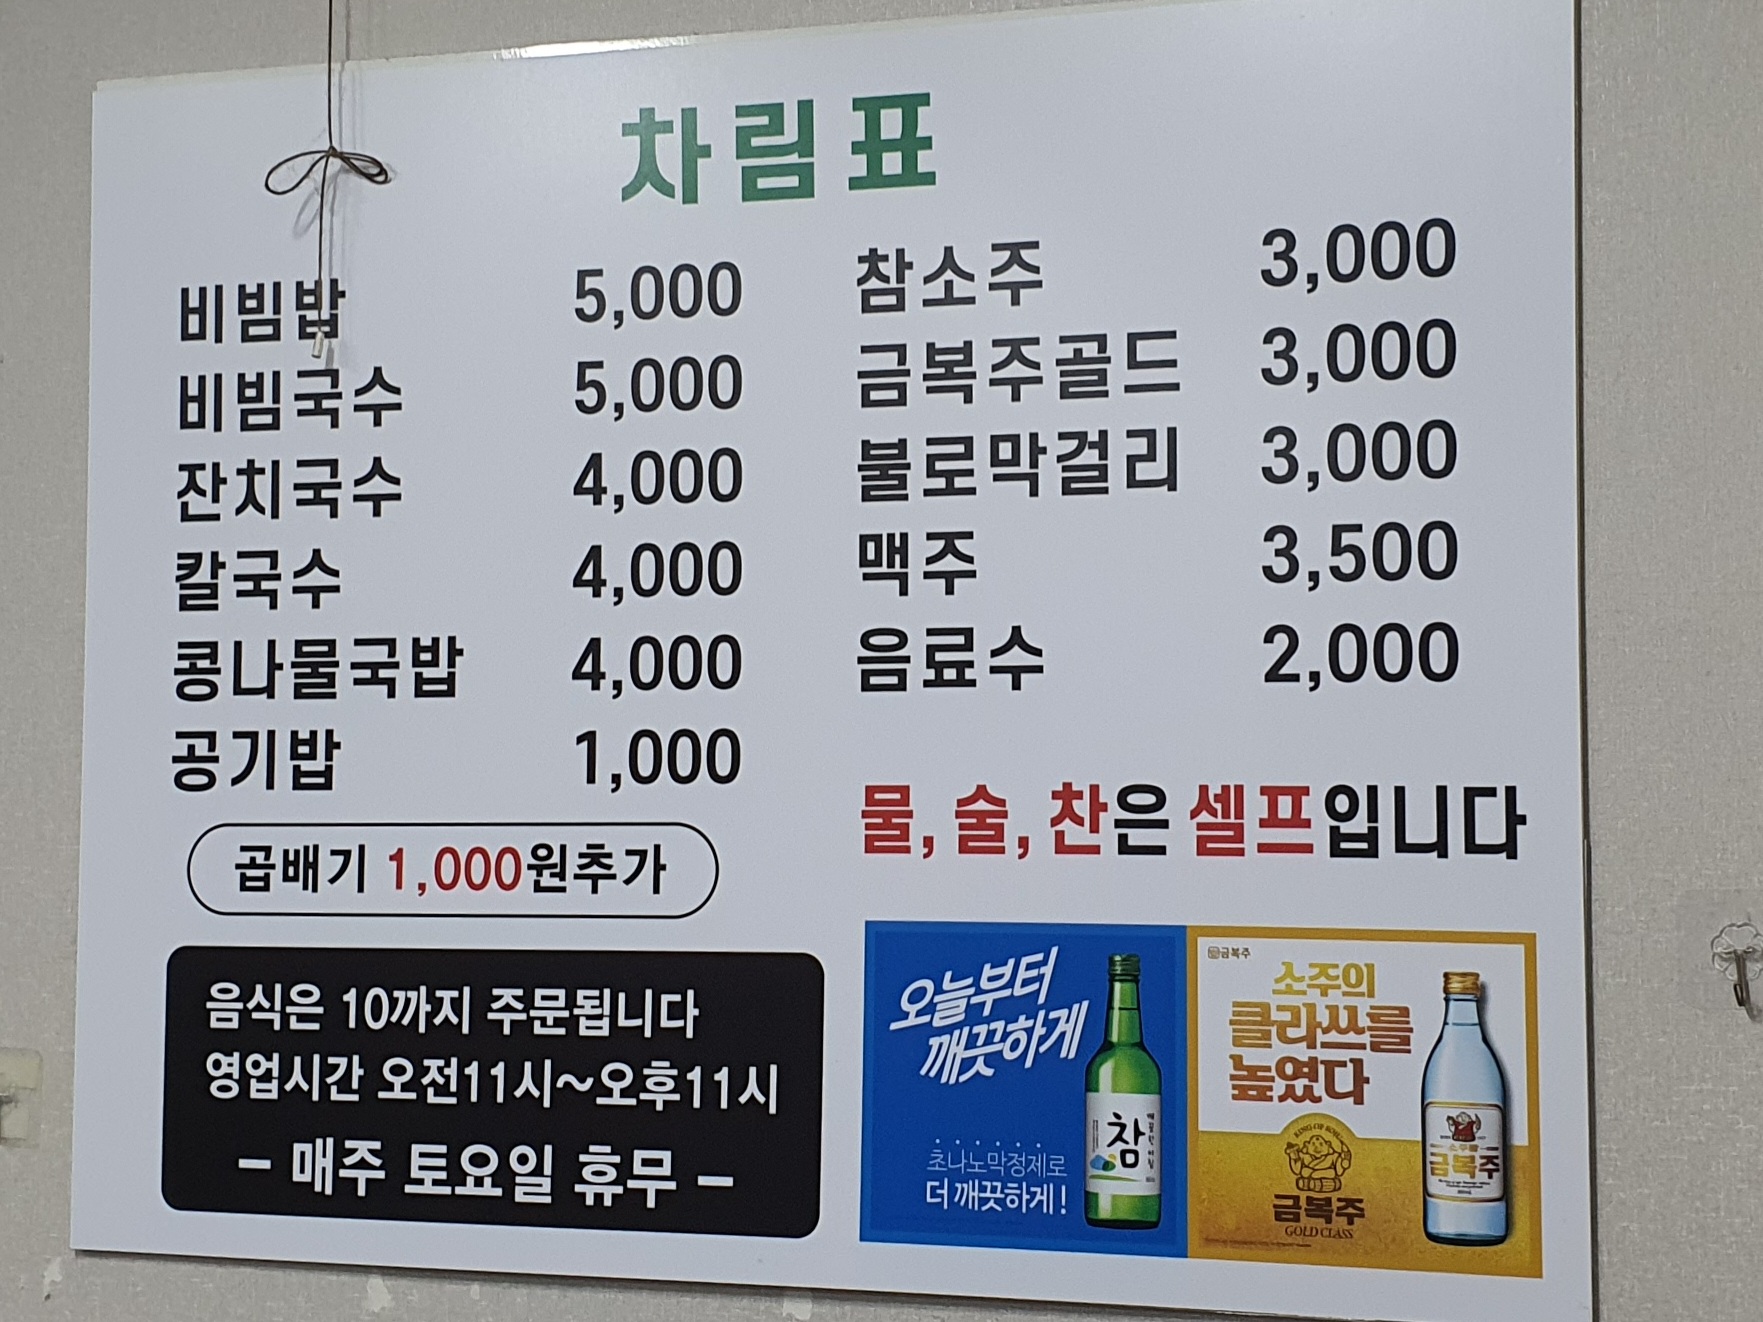 차림표
비빔밥 5,000
비빔국수 5,000
잔치국수 4,000
칼국수 4,000
콩나물국밥 4,000
공기밥 1,000
곱배기 1,000원추가
음식은 10까지 주문됩니다
영업시간 오전11시~오후11시
- 매주 토요일 휴무 -
참소주 3,000
금복주골드 3,000
불로막걸리 3,000
맥주 3,500
음료수 2,000
물, 술, 찬은 셀프입니다
오늘부터
깨끗하게
초나노막정제로
더 깨끗하게!
참
금복주
소주의
클라쓰를
높였다
금복주
GOLD CLASS
금복주